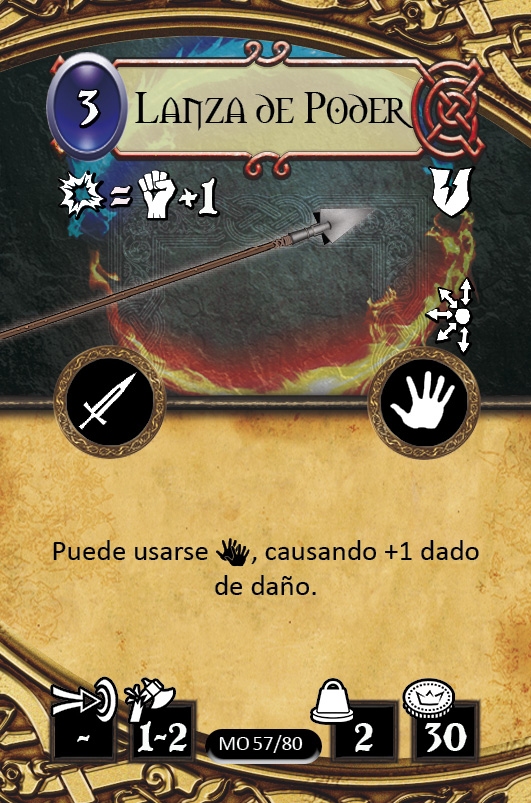 3
Lanza de Poder
= +1
Puede usarse , causando +1 dado
de daño.
- 1-2 MO 57/80 2 30